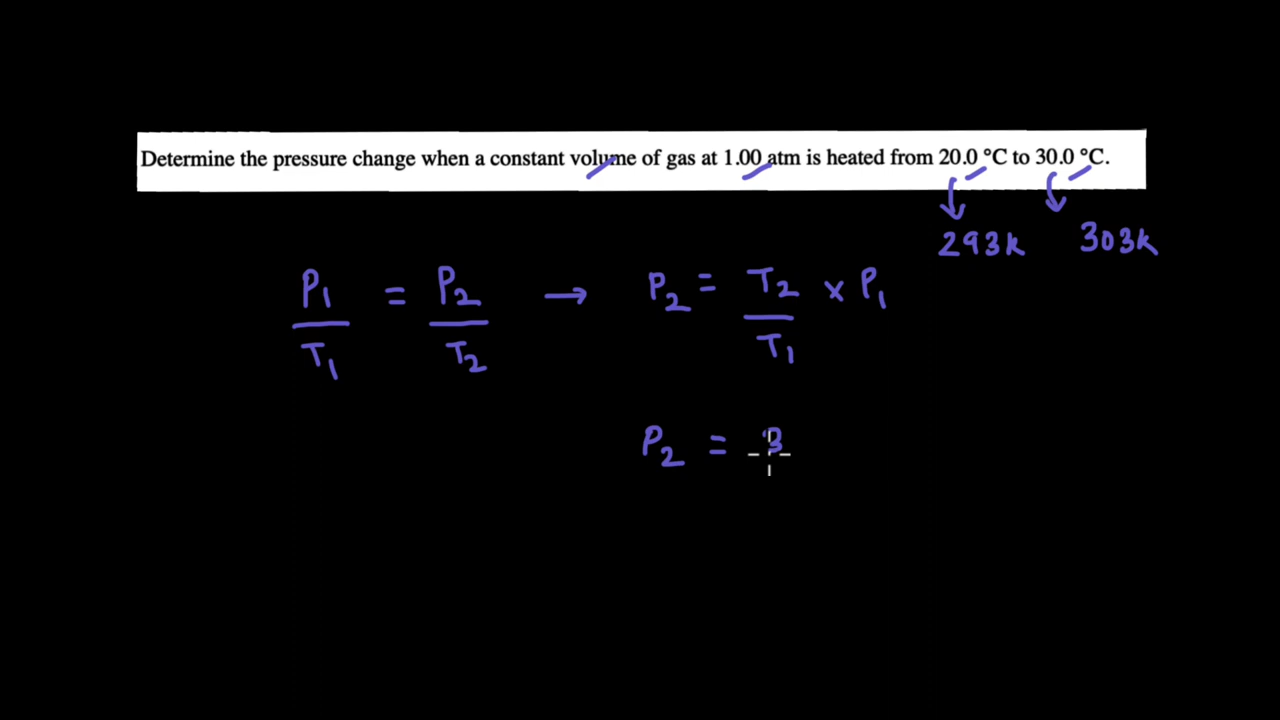 Determine the pressure change when a constant volume of gas at 1.00 atm is heated from 20.0 °C to 30.0 °C.
293k 303k
P₁/T₁ = P₂/T₂ → P₂ = T₂/T₁ × P₁
P₂ = 3